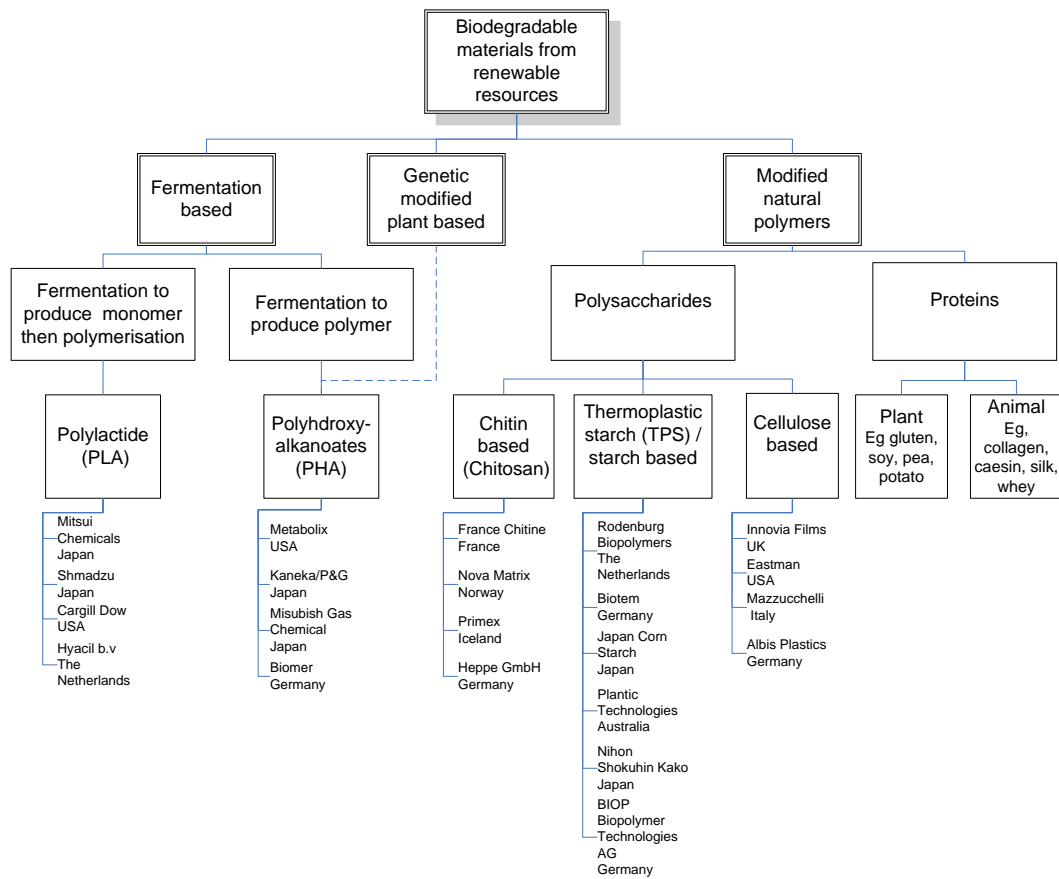 Biodegradable
materials from
renewable
resources
Fermentation
based
Genetic
modified
plant based
Modified
natural
polymers
Fermentation to
produce monomer
then polymerisation
Fermentation to
produce polymer
Polysaccharides
Proteins
Polylactide
(PLA)
Polyhdroxy-
alkanoates
(PHA)
Chitin
based
(Chitosan)
Thermoplastic
starch (TPS) /
starch based
Cellulose
based
Plant
Eg gluten,
soy, pea,
potato
Animal
Eg,
collagen,
caesin, silk,
whey
Mitsui
Chemicals
Japan
Shmadzu
Japan
Cargill Dow
USA
Hyacil b.v
The
Netherlands
Metabolix
USA
Kaneka/P&G
Japan
Misubish Gas
Chemical
Japan
Biomer
Germany
France Chitine
France
Nova Matrix
Norway
Primex
Iceland
Heppe GmbH
Germany
Rodenburg
Biopolymers
The
Netherlands
Biotem
Germany
Japan Corn
Starch
Japan
Plantic
Technologies
Australia
Nihon
Shokuhin Kako
Japan
BIOP
Biopolymer
Technologies
AG
Germany
Innovia Films
UK
Eastman
USA
Mazzucchelli
Italy
Albis Plastics
Germany